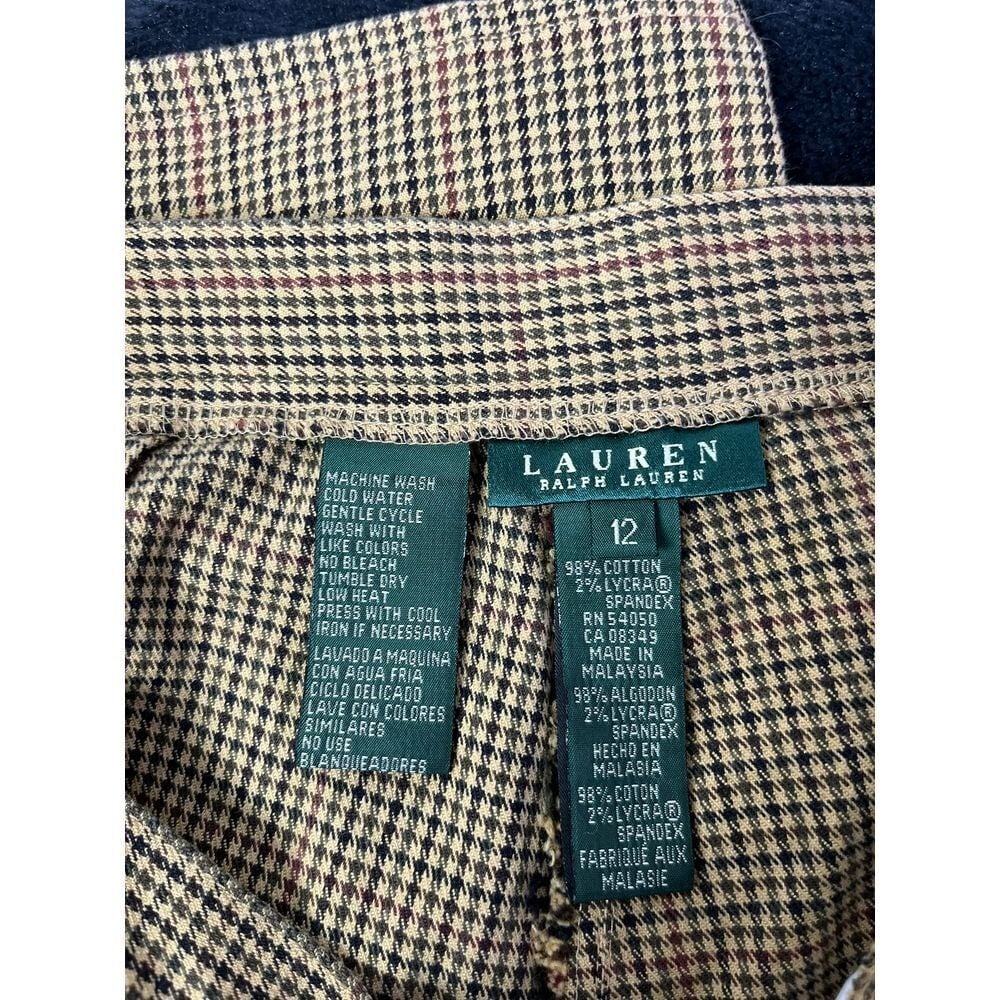 MACHINE WASH
COLD WATER
GENTLE CYCLE
WASH WITH
LIKE COLORS
NO BLEACH
TUMBLE DRY
LOW HEAT
PRESS WITH COOL
IRON IF NECESSARY
LAVADO A MAQUINA
CON AGUA FRIA
CICLO DELICADO
LAVE CON COLORES
SIMILARES
NO USE
BLANQUEADORES
LAUREN
RALPH LAUREN
12
98% COTTON
2% LYCRA®
SPANDEX
RN 54050
CA 08349
MADE IN
MALAYSIA
98% ALGODON
2% LYCRA®
SPANDEX
HECHO EN
MALASIA
98% COTON
2% LYCRA®
SPANDEX
FABRIQUE AUX
MALASIE